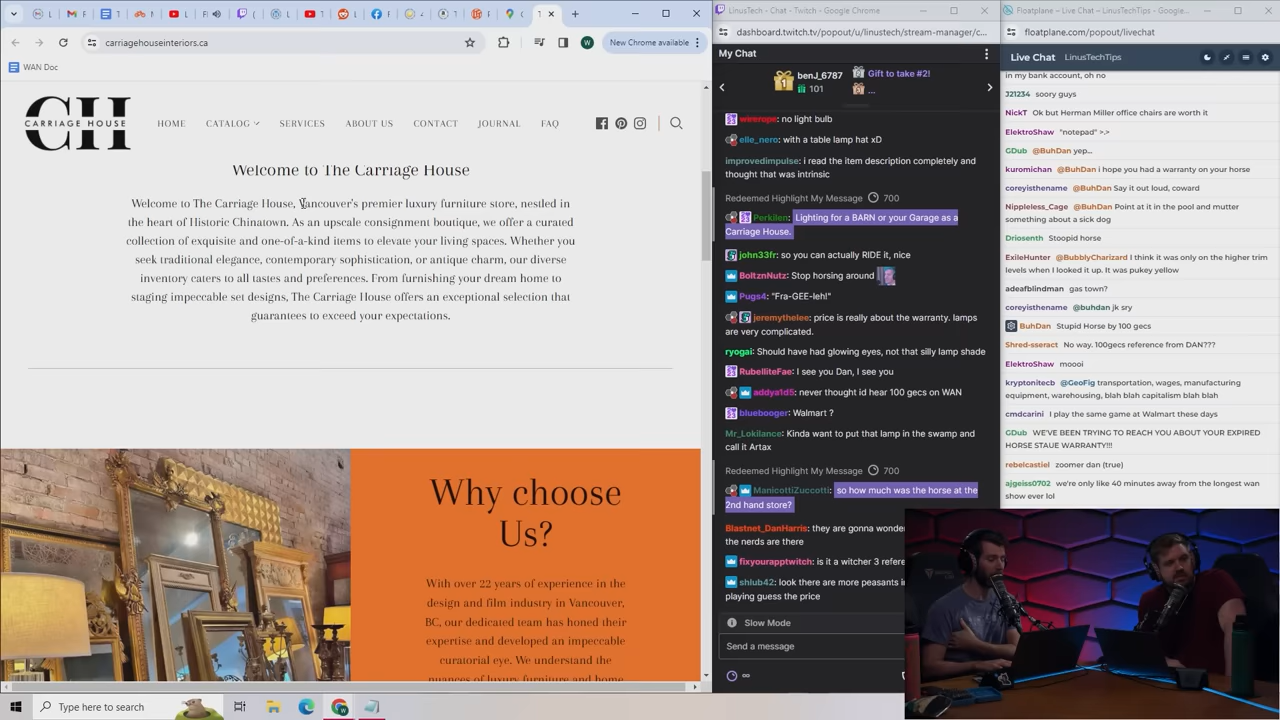 carriagehouseinteriors.ca
New Chrome available
WAN Doc
CH
CARRIAGE HOUSE
HOME
CATALOG
SERVICES
ABOUT US
CONTACT
JOURNAL
FAQ
Welcome to The Carriage House
Welcome to The Carriage House, Vancouver's premier luxury furniture store, nestled in
the heart of Historic Chinatown. As an upscale consignment boutique, we offer a curated
collection of exquisite and one-of-a-kind items to elevate your living spaces. Whether you
seek traditional elegance, contemporary sophistication, or antique charm, our diverse
inventory caters to all tastes and preferences. From furnishing your dream home to
staging impeccable set designs, The Carriage House offers an exceptional selection that
guarantees to exceed your expectations.
Why choose
Us?
With over 22 years of experience in the
design and film industry in Vancouver,
BC, our dedicated team has honed their
expertise and developed an impeccable
curatorial eye. We understand the
nuances of luxury furniture and home
Type here to search
LinusTech - Chat - Twitch - Google Chrome
dashboard.twitch.tv/popout/u/linustech/stream-manager/c...
My Chat
benJ_6787
101
Gift to take #2!
...
wirerape: no light bulb
elle_nero: with a table lamp hat xD
improvedimpulse: i read the item description completely and
thought that was intrinsic
Redeemed Highlight My Message 700
Perkilen: Lighting for a BARN or your Garage as a
Carriage House.
john33fr: so you can actually RIDE it, nice
BoltznNutz: Stop horsing around
Pugs4: "Fra-GEE-leh!"
jeremythelee: price is really about the warranty. lamps
are very complicated.
ryogai: Should have had glowing eyes, not that silly lamp shade
RubelliteFae: I see you Dan, I see you
addya1d5: never thought id hear 100 gecs on WAN
bluebooger: Walmart ?
Mr_Lokilance: Kinda want to put that lamp in the swamp and
call it Artax
Redeemed Highlight My Message 700
ManicottiZuccotti: so how much was the horse at the
2nd hand store?
Blastnet_DanHarris: they are gonna wonde
the nerds are there
fixyourapptwitch: is it a witcher 3 refere
shlub42: look there are more peasants i
playing guess the price
Slow Mode
Send a message
Floatplane – Live Chat – LinusTechTips - Google...
floatplane.com/popout/livechat
Live Chat LinusTechTips
in my bank account, oh no
J21234 soory guys
NickT Ok but Herman Miller office chairs are worth it
ElektroShaw "notepad" >.>
GDub @BuhDan yep...
kuromichan @BuhDan i hope you had a warranty on your horse
coreyisthename @BuhDan Say it out loud, coward
Nippleless_Cage @BuhDan Point at it in the pool and mutter
something about a sick dog
Driosenth Stoopid horse
ExileHunter @BubblyCharizard I think it was only on the higher trim
levels when I looked it up. It was pukey yellow
adeafblindman gas town?
coreyisthename @buhdan jk sry
BuhDan Stupid Horse by 100 gecs
Shred-sseract No way. 100gecs reference from DAN???
ElektroShaw moooi
kryptonitecb @GeoFig transportation, wages, manufacturing
equipment, warehousing, blah blah capitalism blah blah
cmdcarini I play the same game at Walmart these days
GDub WE'VE BEEN TRYING TO REACH YOU ABOUT YOUR EXPIRED
HORSE STAUE WARRANTY!!!
rebelcastiel zoomer dan (true)
ajgeiss0702 we're only like 40 minutes away from the longest wan
show ever lol